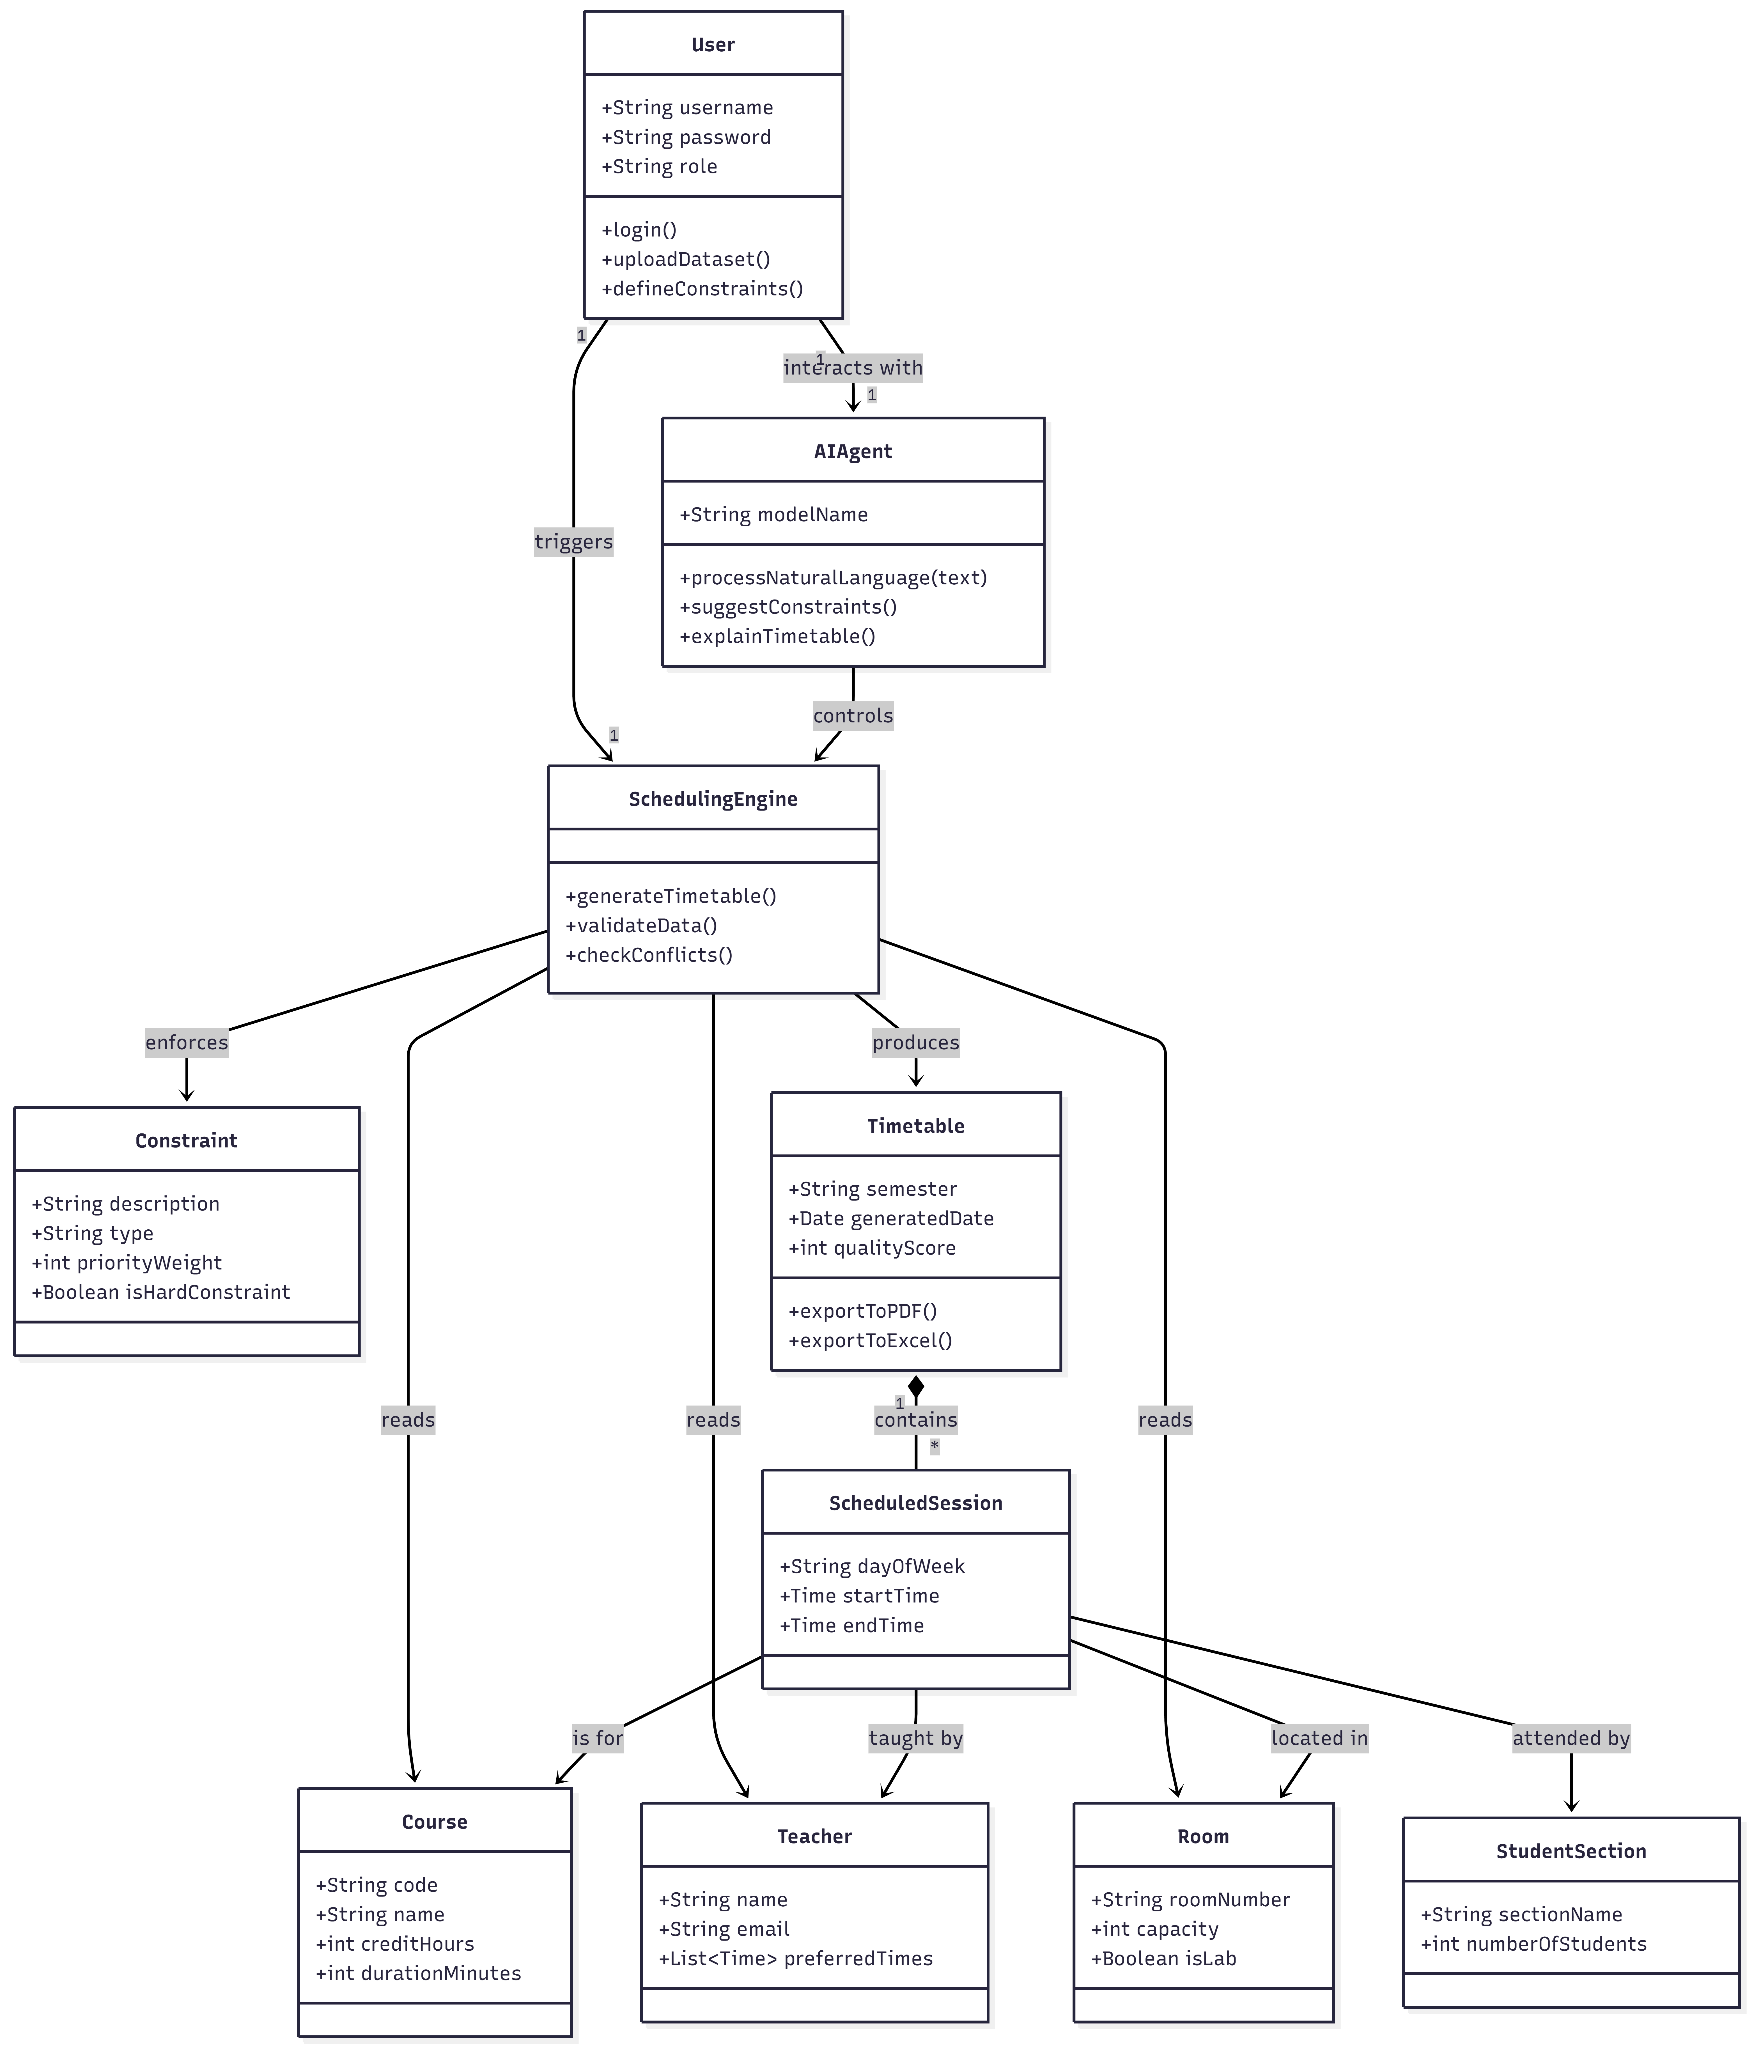 User
+String username
+String password
+String role
+login()
+uploadDataset()
+defineConstraints()
1
1
interacts with
1
AIAgent
+String modelName
+processNaturalLanguage(text)
+suggestConstraints()
+explainTimetable()
triggers
controls
1
SchedulingEngine
+generateTimetable()
+validateData()
+checkConflicts()
enforces
produces
Constraint
+String description
+String type
+int priorityWeight
+Boolean isHardConstraint
Timetable
+String semester
+Date generatedDate
+int qualityScore
+exportToPDF()
+exportToExcel()
reads
reads
1
contains
*
reads
ScheduledSession
+String dayOfWeek
+Time startTime
+Time endTime
is for
taught by
located in
attended by
Course
+String code
+String name
+int creditHours
+int durationMinutes
Teacher
+String name
+String email
+List<Time> preferredTimes
Room
+String roomNumber
+int capacity
+Boolean isLab
StudentSection
+String sectionName
+int numberOfStudents